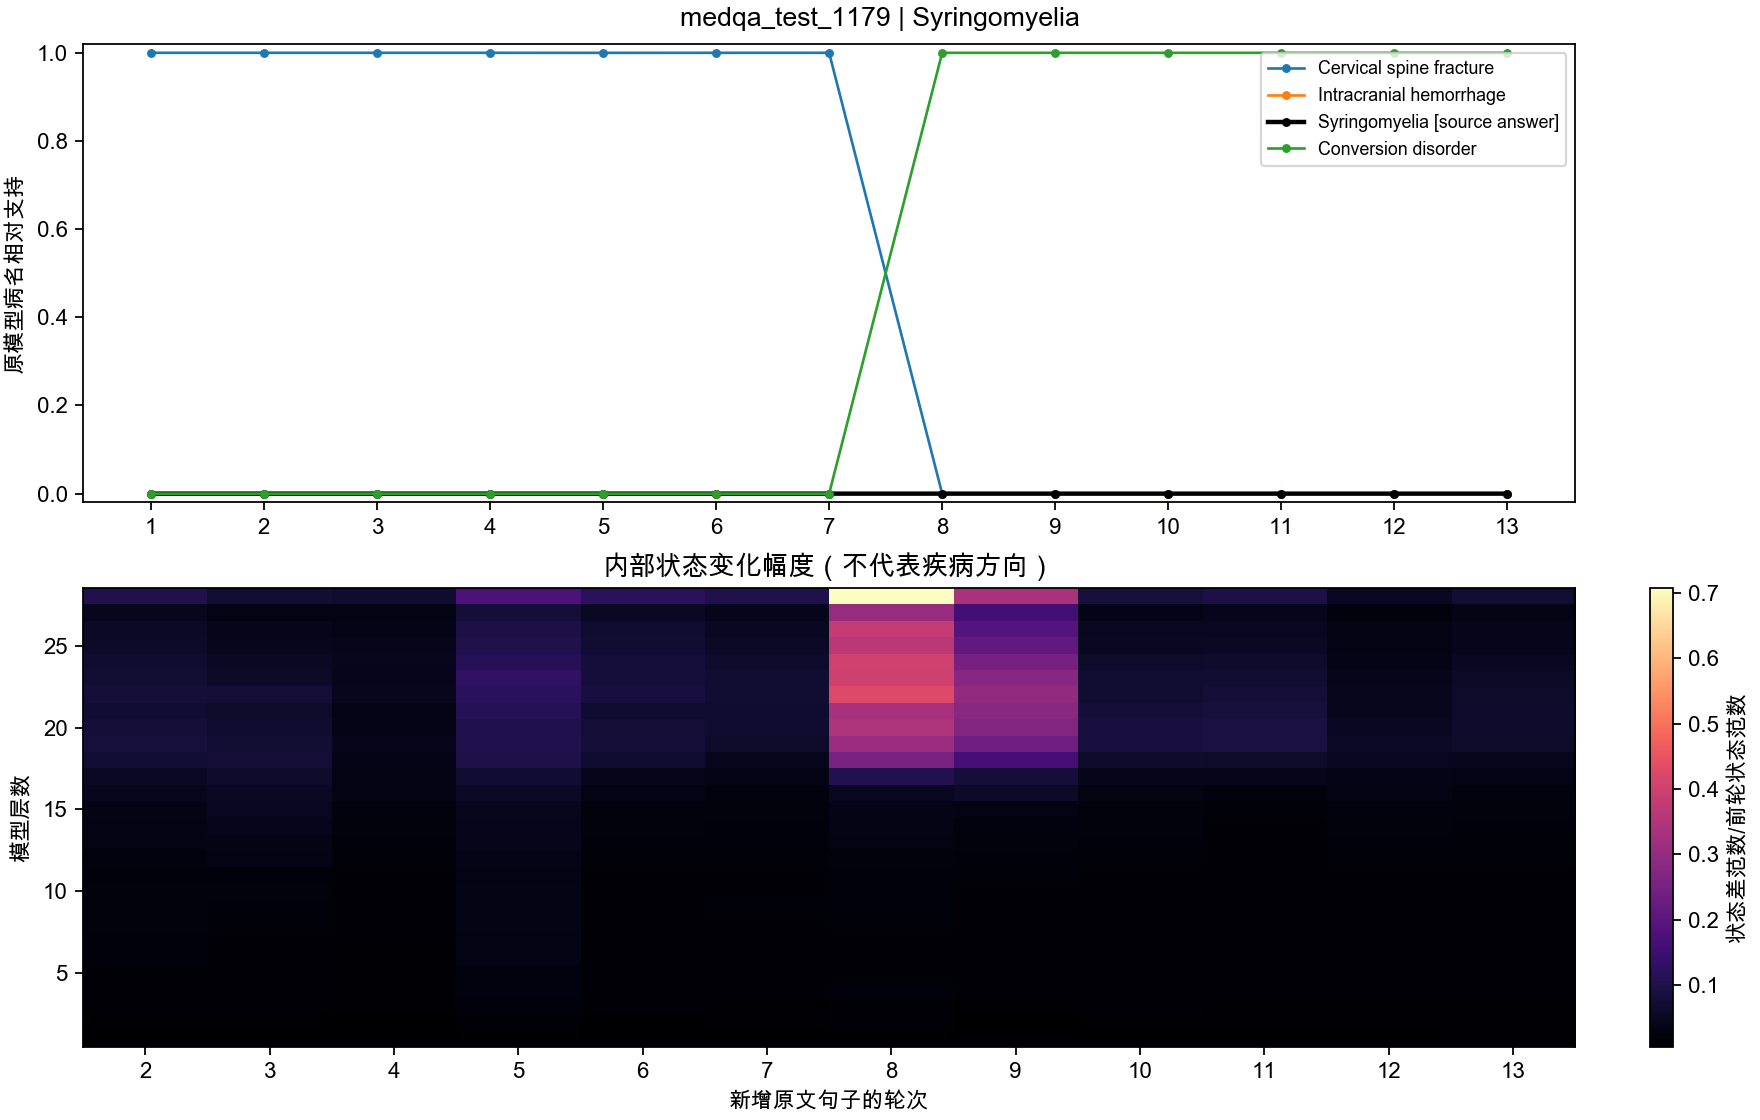 medqa_test_1179 | Syringomyelia
原模型病名相对支持
1.0
0.8
0.6
0.4
0.2
0.0
Cervical spine fracture
Intracranial hemorrhage
Syringomyelia [source answer]
Conversion disorder
1 2 3 4 5 6 7 8 9 10 11 12 13
内部状态变化幅度（不代表疾病方向）
模型层数
25
20
15
10
5
2 3 4 5 6 7 8 9 10 11 12 13
新增原文句子的轮次
0.7
0.6
0.5
0.4
0.3
0.2
0.1
状态差范数/前轮状态范数